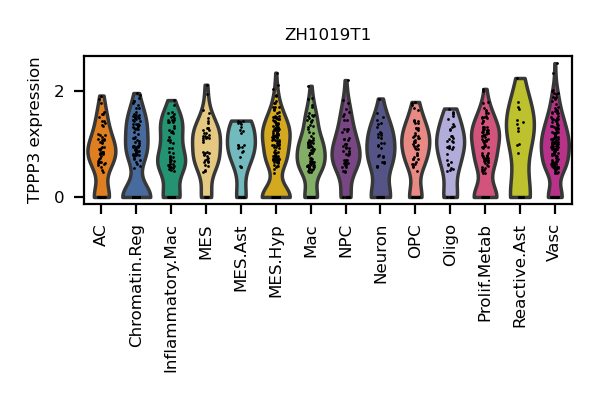 ZH1019T1
TPPP3 expression
2
0
AC
Chromatin.Reg
Inflammatory.Mac
MES
MES.Ast
MES.Hyp
Mac
NPC
Neuron
OPC
Oligo
Prolif.Metab
Reactive.Ast
Vasc